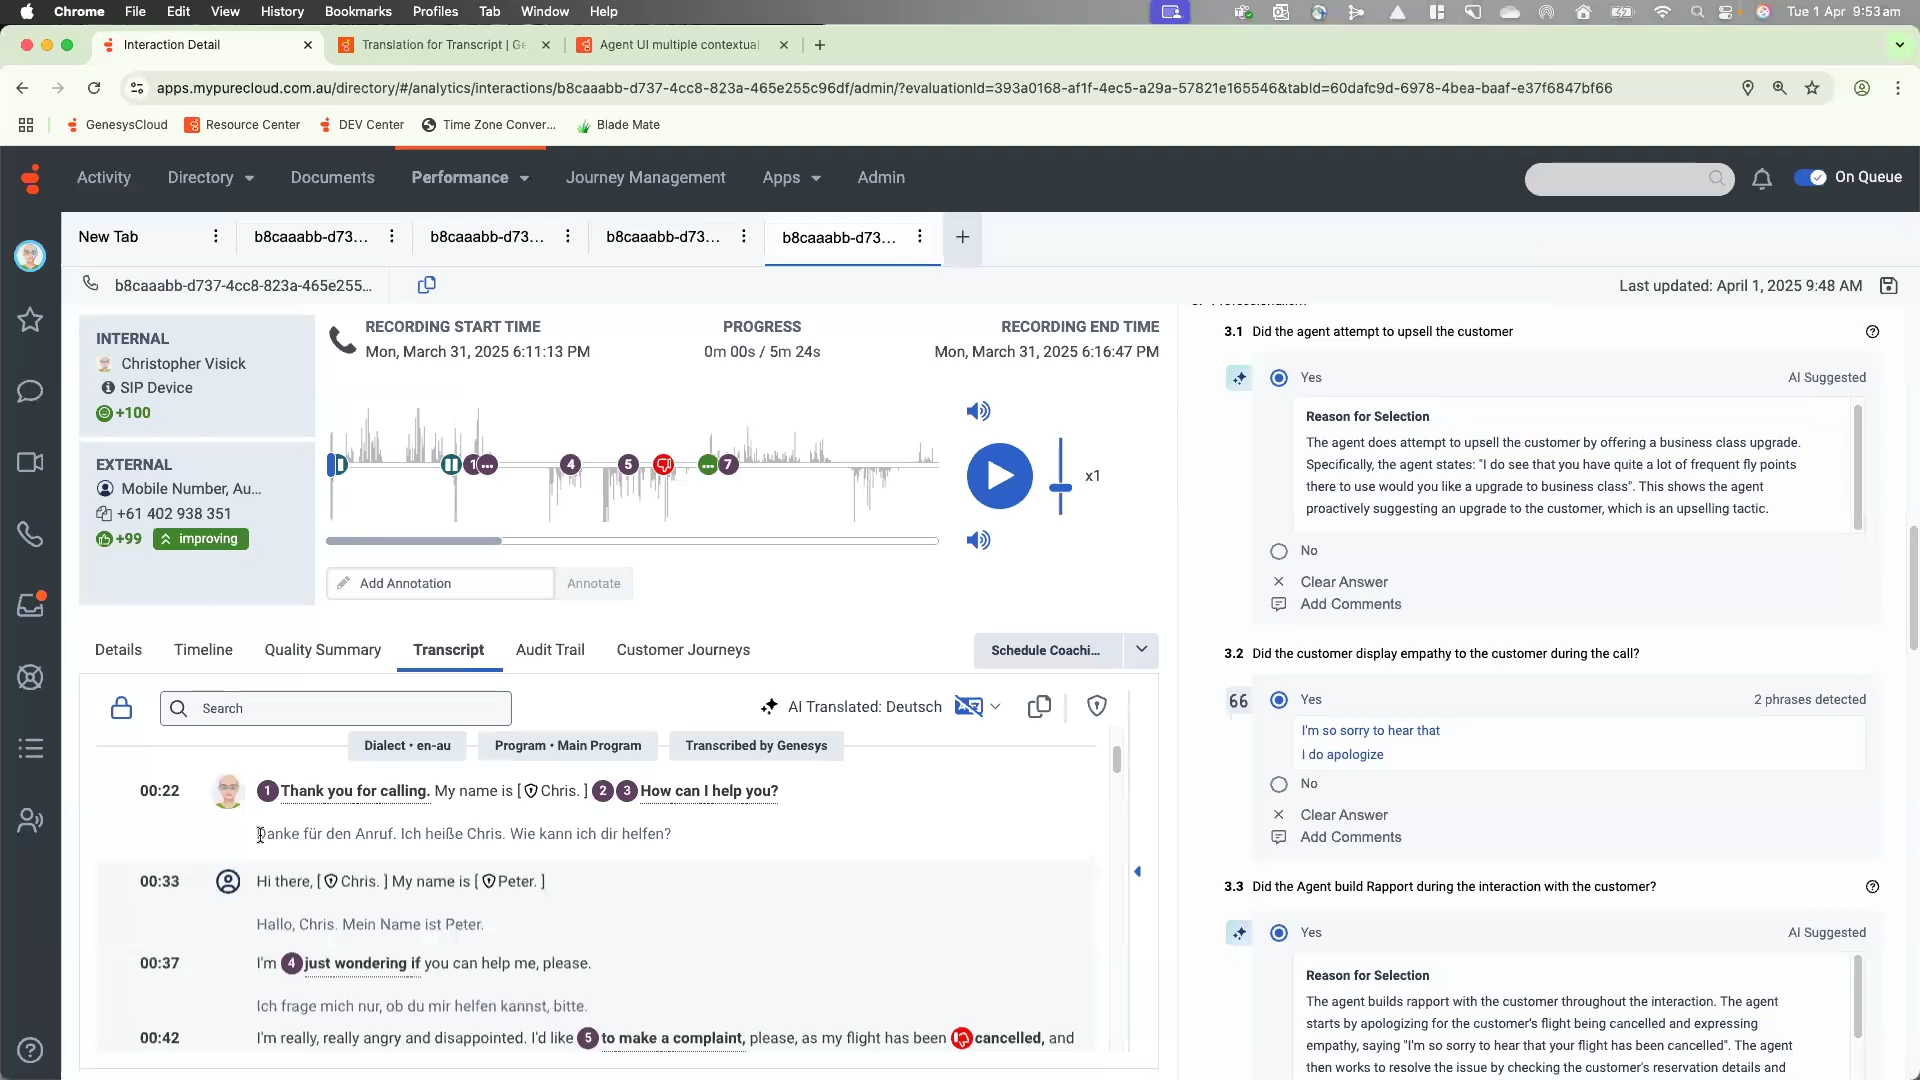 Chrome File Edit View History Bookmarks Profiles Tab Window Help Tue 1 Apr 9:53 am
Interaction Detail Translation for Transcript | Ge Agent UI multiple contextual
apps.mypurecloud.com.au/directory/#/analytics/interactions/b8caaabb-d737-4cc8-823a-465e255c96df/admin/?evaluationId=393a0168-af1f-4ec5-a29a-57821e165546&tabId=60dafc9d-6978-4bea-baaf-e37f6847bf66
GenesysCloud Resource Center DEV Center Time Zone Conver... Blade Mate
Activity Directory Documents Performance Journey Management Apps Admin On Queue
New Tab b8caaabb-d73... b8caaabb-d73... b8caaabb-d73... b8caaabb-d73...
b8caaabb-d737-4cc8-823a-465e255... Last updated: April 1, 2025 9:48 AM
INTERNAL
Christopher Visick
SIP Device
+100
EXTERNAL
Mobile Number, Au...
+61 402 938 351
+99 improving
RECORDING START TIME PROGRESS RECORDING END TIME
Mon, March 31, 2025 6:11:13 PM 0m 00s / 5m 24s Mon, March 31, 2025 6:16:47 PM
1 ... 4 5 ... 7
x1
Add Annotation Annotate
Details Timeline Quality Summary Transcript Audit Trail Customer Journeys Schedule Coachi...
Search AI Translated: Deutsch
Dialect • en-au Program • Main Program Transcribed by Genesys
00:22 1 Thank you for calling. My name is [ Chris. ] 2 3 How can I help you?
Danke für den Anruf. Ich heiße Chris. Wie kann ich dir helfen?
00:33 Hi there, [ Chris. ] My name is [ Peter. ]
Hallo, Chris. Mein Name ist Peter.
00:37 I'm 4 just wondering if you can help me, please.
Ich frage mich nur, ob du mir helfen kannst, bitte.
00:42 I'm really, really angry and disappointed. I'd like 5 to make a complaint, please, as my flight has been cancelled, and
3.1 Did the agent attempt to upsell the customer
Yes AI Suggested
Reason for Selection
The agent does attempt to upsell the customer by offering a business class upgrade.
Specifically, the agent states: "I do see that you have quite a lot of frequent fly points
there to use would you like a upgrade to business class". This shows the agent
proactively suggesting an upgrade to the customer, which is an upselling tactic.
No
Clear Answer
Add Comments
3.2 Did the customer display empathy to the customer during the call?
Yes 2 phrases detected
I'm so sorry to hear that
I do apologize
No
Clear Answer
Add Comments
3.3 Did the Agent build Rapport during the interaction with the customer?
Yes AI Suggested
Reason for Selection
The agent builds rapport with the customer throughout the interaction. The agent
starts by apologizing for the customer's flight being cancelled and expressing
empathy, saying "I'm so sorry to hear that your flight has been cancelled". The agent
then works to resolve the issue by checking the customer's reservation details and